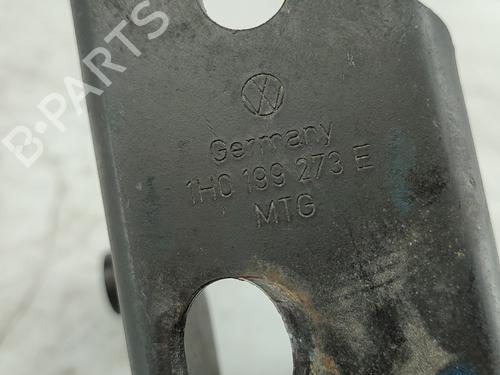 B-PARTS
VW
Germany
1H0 199 273 E
MTG